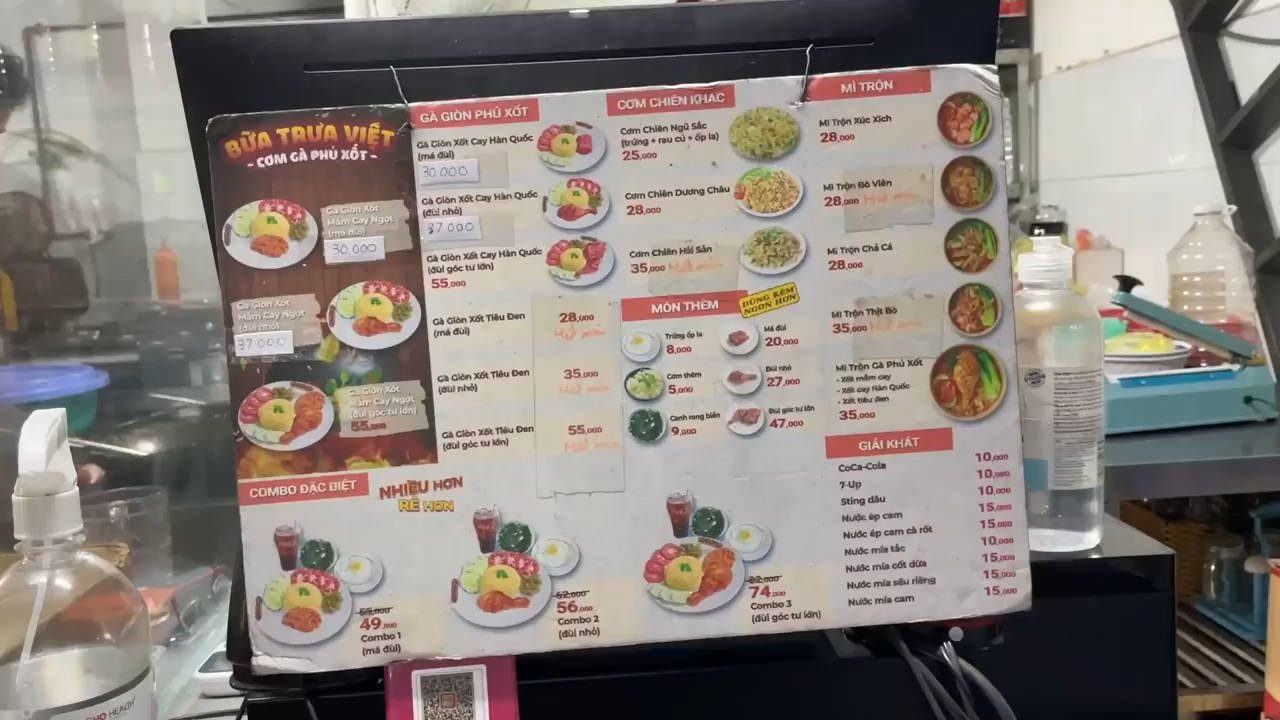 BỮA TRƯA VIỆT
- CƠM GÀ PHỦ XỐT -
Gà Giòn Xốt
Mắm Cay Ngọt
(má đùi)
30.000
Gà Giòn Xốt
Mắm Cay Ngọt
(đùi nhỏ)
37.000
Gà Giòn Xốt
Mắm Cay Ngọt
(đùi góc tư lớn)
55,000
GÀ GIÒN PHỦ XỐT
Gà Giòn Xốt Cay Hàn Quốc
(má đùi)
30.000
Gà Giòn Xốt Cay Hàn Quốc
(đùi nhỏ)
37.000
Gà Giòn Xốt Cay Hàn Quốc
(đùi góc tư lớn)
55,000
Gà Giòn Xốt Tiêu Đen
(má đùi)
28,000
Gà Giòn Xốt Tiêu Đen
(đùi nhỏ)
35,000
Gà Giòn Xốt Tiêu Đen
(đùi góc tư lớn)
55,000
CƠM CHIÊN KHÁC
Cơm Chiên Ngũ Sắc
(trứng + rau củ + ốp la)
25,000
Cơm Chiên Dương Châu
28,000
Cơm Chiên Hải Sản
35,000
MÓN THÊM
DÙNG KÈM
NGON HƠN
Trứng ốp la
8,000
Má đùi
20,000
Cơm thêm
5,000
Đùi nhỏ
27,000
Canh rong biển
9,000
Đùi góc tư lớn
47,000
MÌ TRỘN
Mì Trộn Xúc Xích
28,000
Mì Trộn Bò Viên
28,000
Mì Trộn Chả Cá
28,000
Mì Trộn Thịt Bò
35,000
Mì Trộn Gà Phủ Xốt
- Xốt mắm cay
- Xốt cay Hàn Quốc
- Xốt tiêu đen
35,000
GIẢI KHÁT
CoCa-Cola 10,000
7-Up 10,000
Sting dâu 10,000
Nước ép cam 15,000
Nước ép cam cà rốt 15,000
Nước mía tắc 10,000
Nước mía cốt dừa 15,000
Nước mía sầu riêng 15,000
Nước mía cam 15,000
COMBO ĐẶC BIỆT
NHIỀU HƠN
RẺ HƠN
55,000
49,000
Combo 1
(má đùi)
62,000
56,000
Combo 2
(đùi nhỏ)
82,000
74,000
Combo 3
(đùi góc tư lớn)
HEALTH